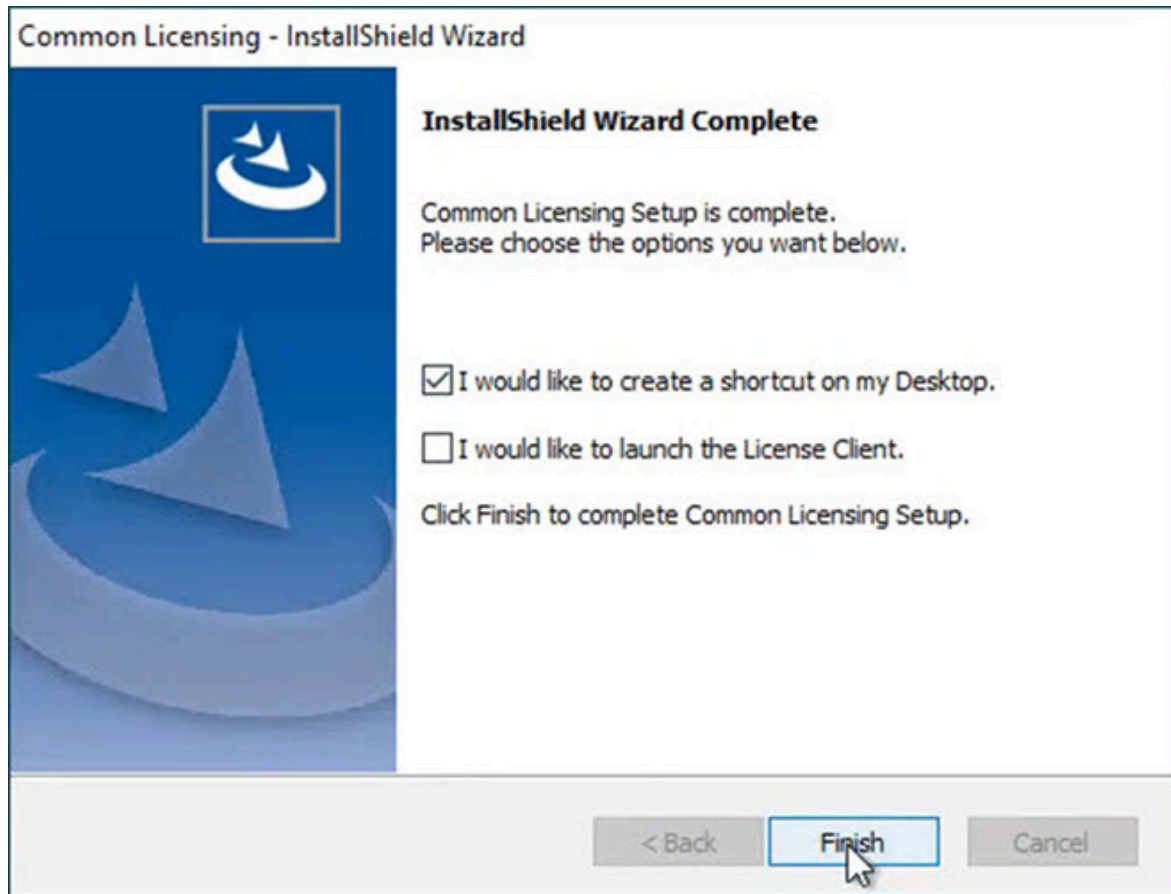 Common Licensing - InstallShield Wizard
InstallShield Wizard Complete
Common Licensing Setup is complete.
Please choose the options you want below.
I would like to create a shortcut on my Desktop.
I would like to launch the License Client.
Click Finish to complete Common Licensing Setup.
< Back
Finish
Cancel